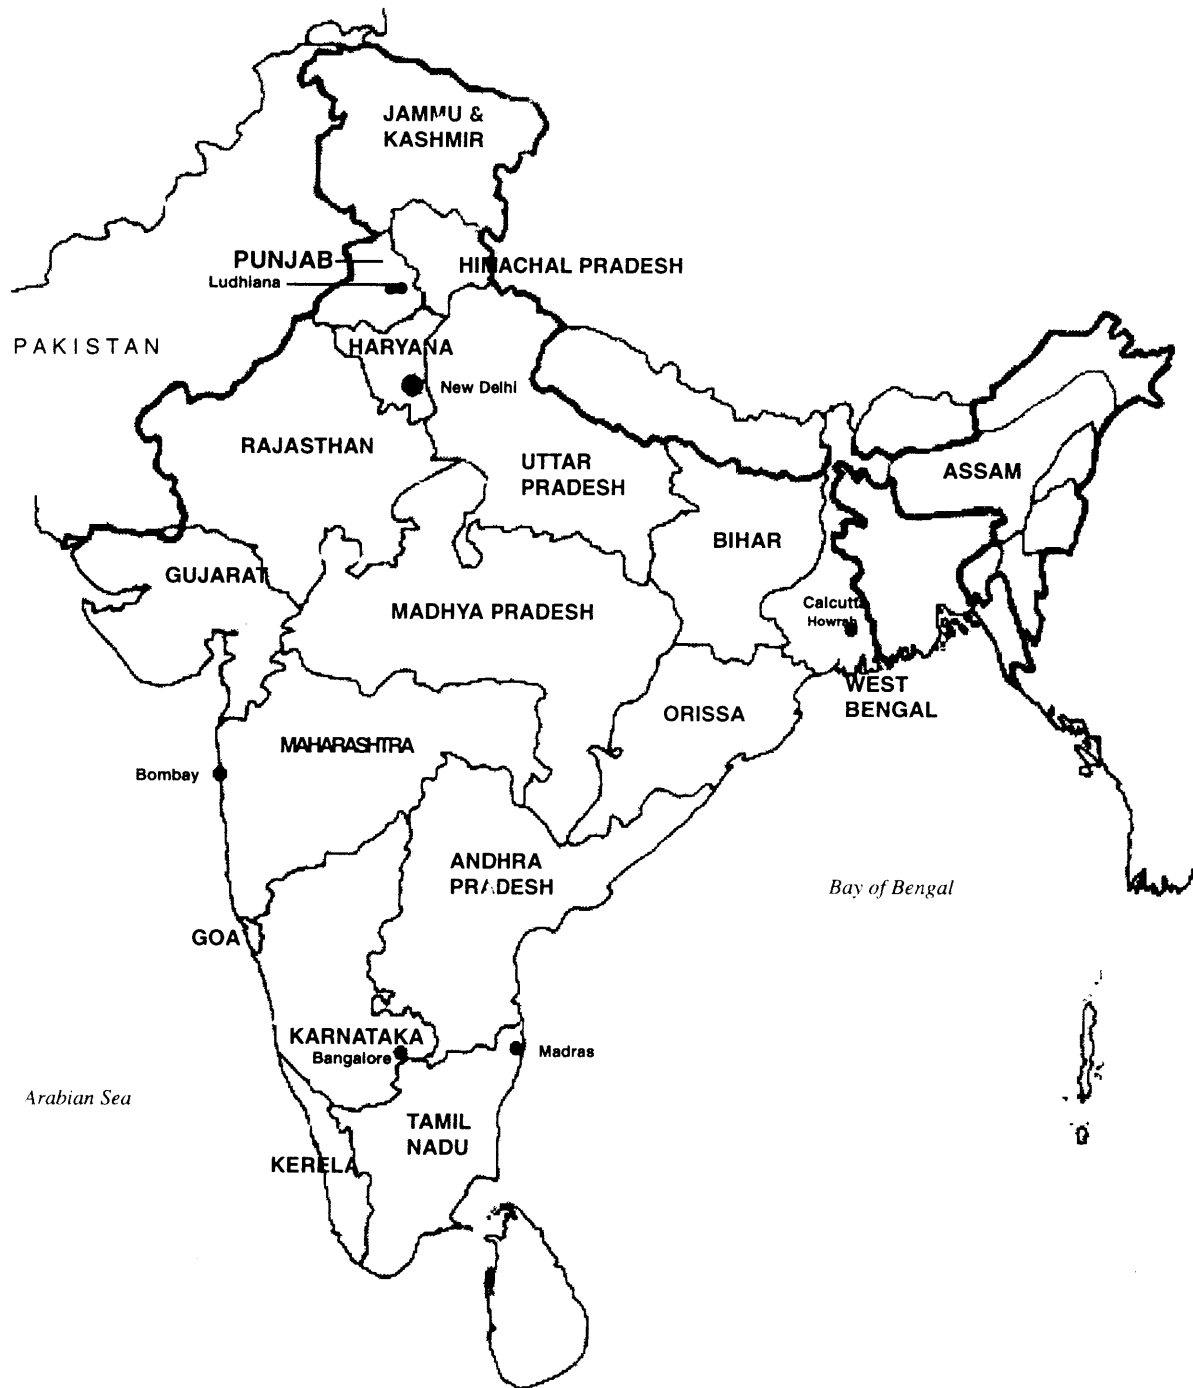 JAMMU &
KASHMIR
PUNJAB
HIMACHAL PRADESH
Ludhiana
PAKISTAN
HARYANA
New Delhi
RAJASTHAN
UTTAR
PRADESH
ASSAM
BIHAR
GUJARAT
MADHYA PRADESH
Calcutta
Howrah
WEST
BENGAL
ORISSA
MAHARASHTRA
Bombay
ANDHRA
PRADESH
Bay of Bengal
GOA
KARNATAKA
Bangalore
Madras
Arabian Sea
TAMIL
NADU
KERELA